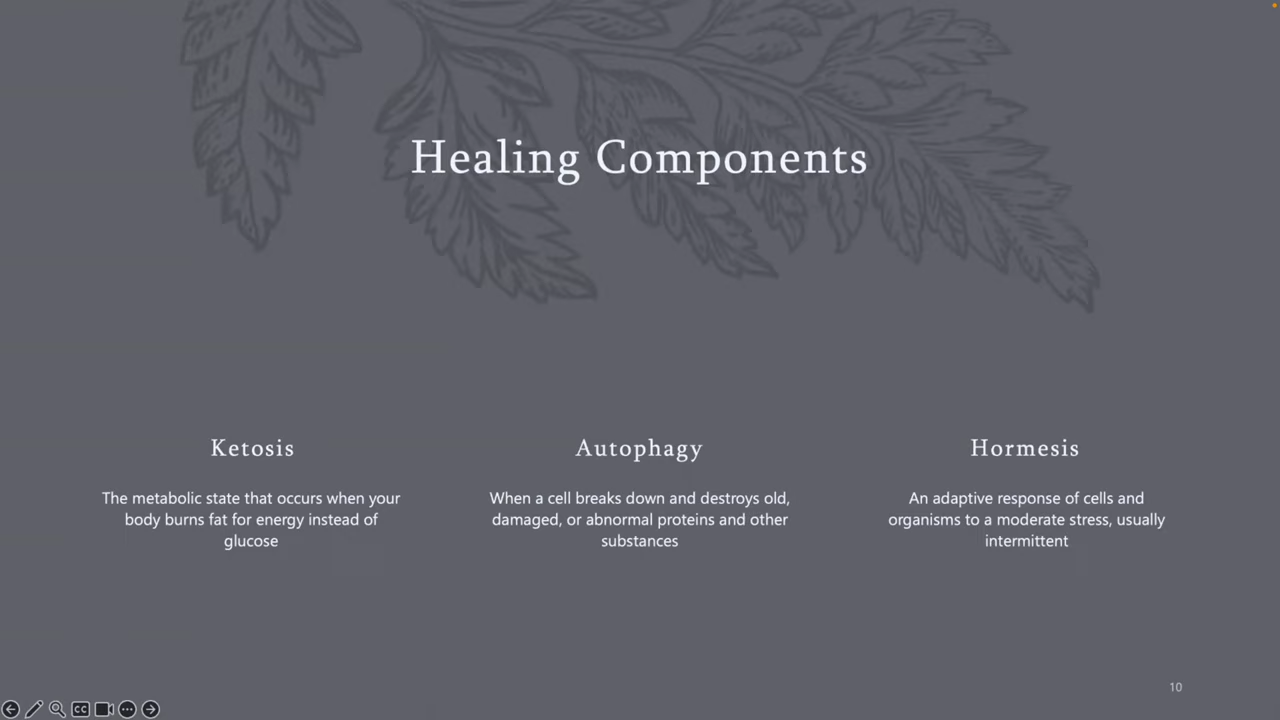 Healing Components
Ketosis
The metabolic state that occurs when your
body burns fat for energy instead of
glucose
Autophagy
When a cell breaks down and destroys old,
damaged, or abnormal proteins and other
substances
Hormesis
An adaptive response of cells and
organisms to a moderate stress, usually
intermittent
10
CC